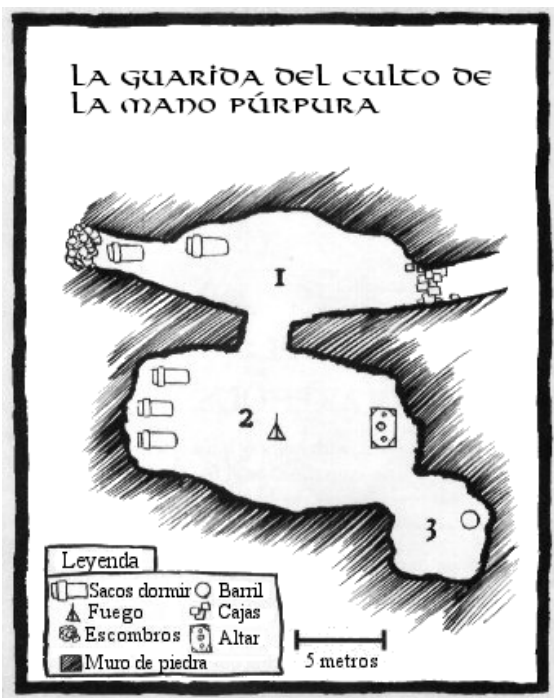 La guarida del culto de
la mano púrpura
1
2
3
Leyenda
Sacos dormir
Barril
Fuego
Cajas
Escombros
Altar
Muro de piedra
5 metros